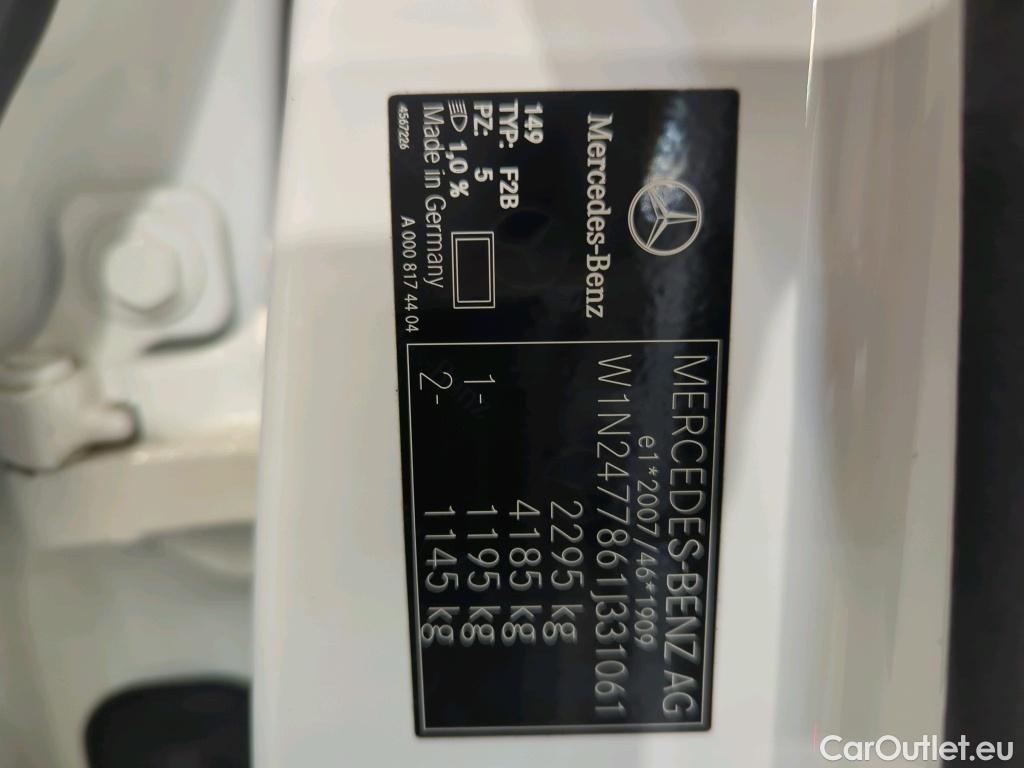 Mercedes-Benz
149
TYP: F2B
PZ: 5
1,0 %
Made in Germany
4567226
A 000 817 44 04
MERCEDES-BENZ AG
e1*2007/46*1909
W1N2477861J331061
2295 kg
4185 kg
1- 1195 kg
2- 1145 kg
CarOutlet.eu